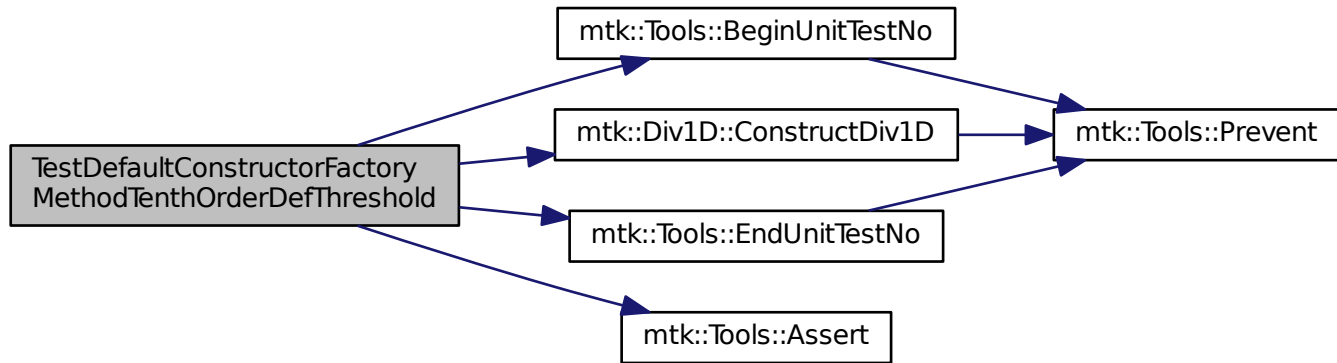 mtk::Tools::BeginUnitTestNo
mtk::Div1D::ConstructDiv1D
mtk::Tools::Prevent
TestDefaultConstructorFactory
MethodTenthOrderDefThreshold
mtk::Tools::EndUnitTestNo
mtk::Tools::Assert